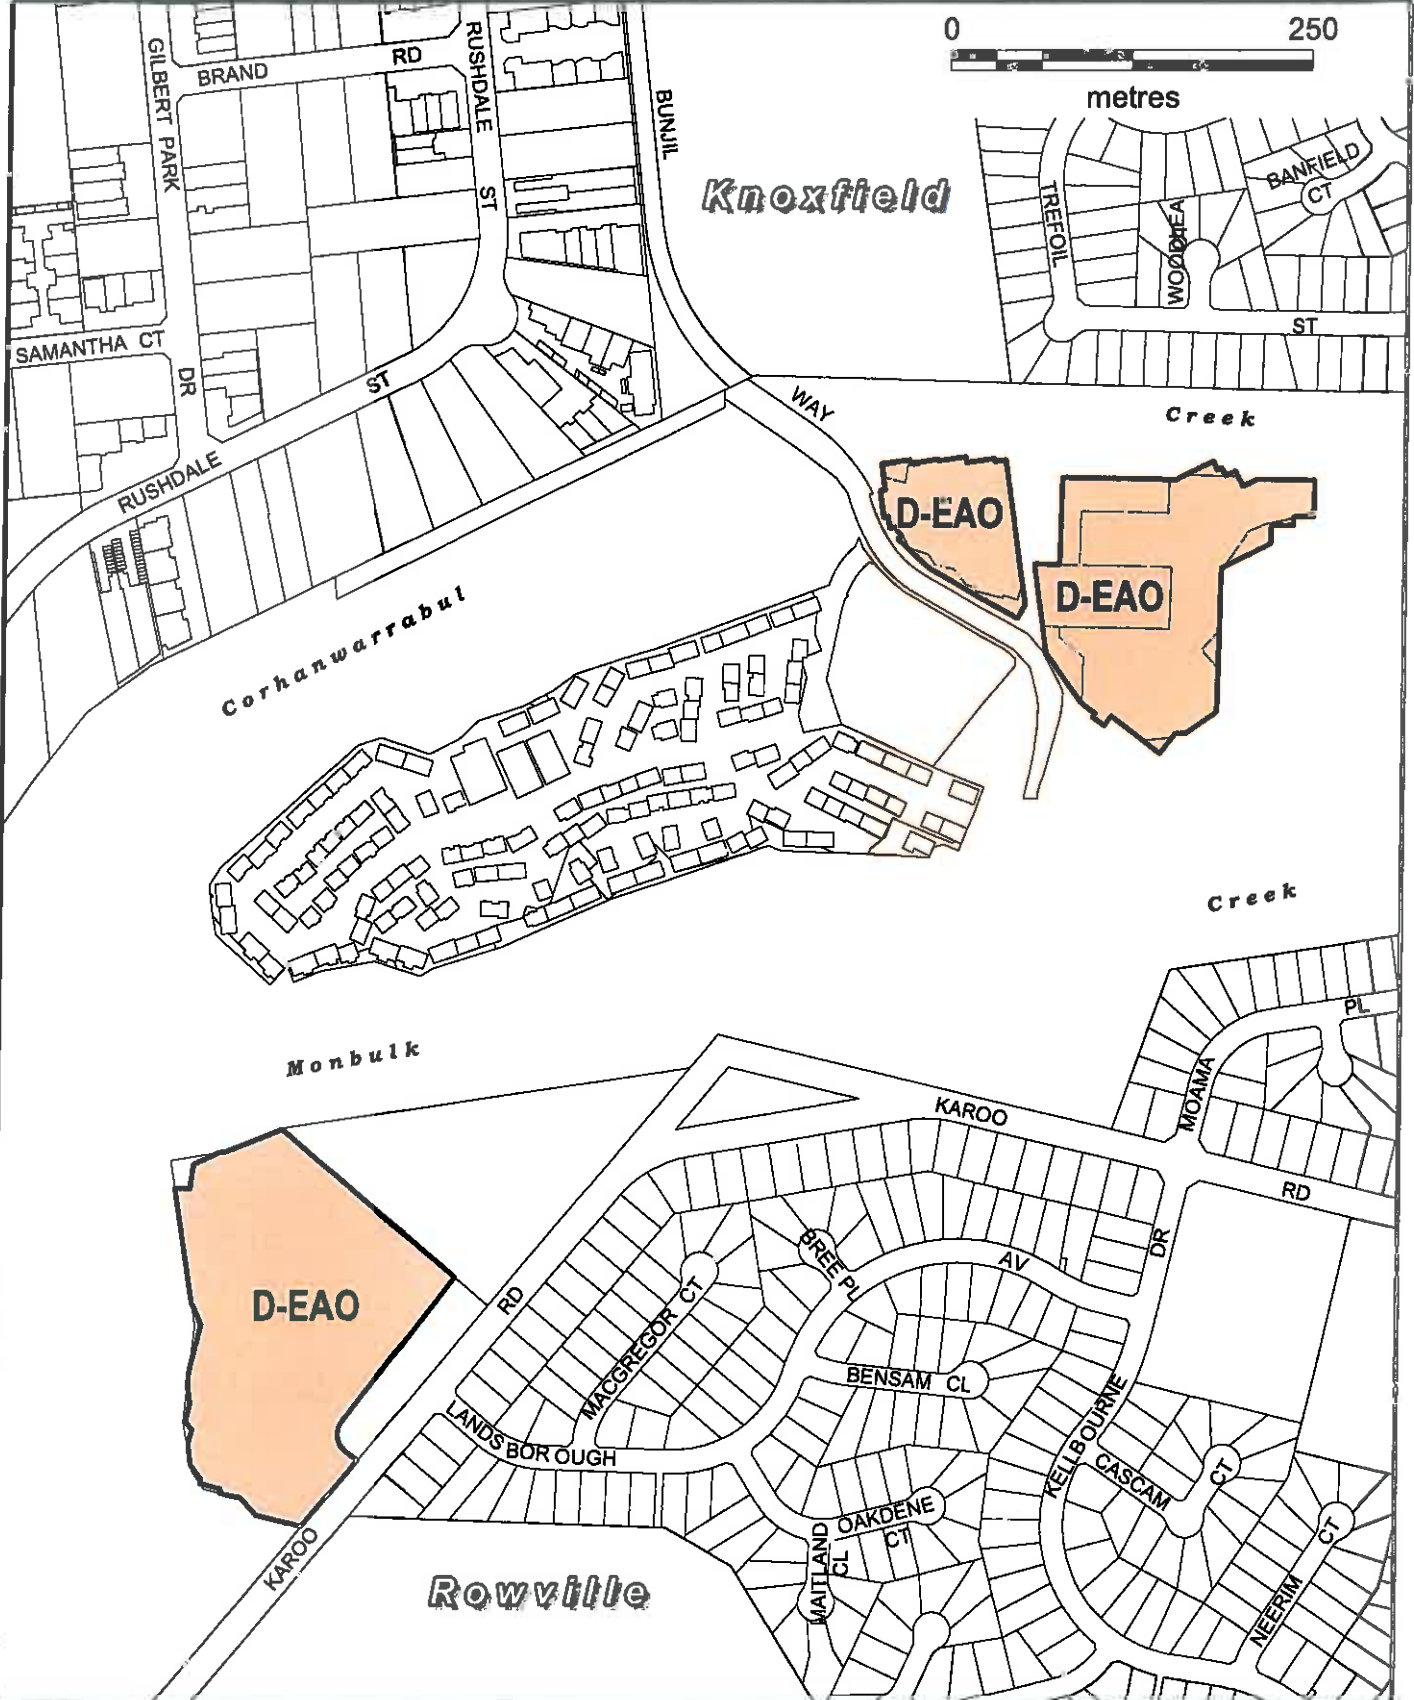 0 250
metres
GILBERT PARK
DR
BRAND RD
RUSHDALE ST
BUNJIL
WAY
Knoxfield
TREFOIL
WOODLEA
BANFIELD
CT
ST
SAMANTHA CT
RUSHDALE ST
Creek
D-EAO
D-EAO
Corhanwarrabul
Creek
Monbulk
MOAMA
PL
KAROO
RD
DR
D-EAO
RD
BREE PL
AV
MACGREGOR CT
BENSAM CL
LANDSBOROUGH
KELLBOURNE
CASCAM
CT
OAKDENE
CT
MAITLAND
CL
NEERIM
CT
KAROO
Rowville